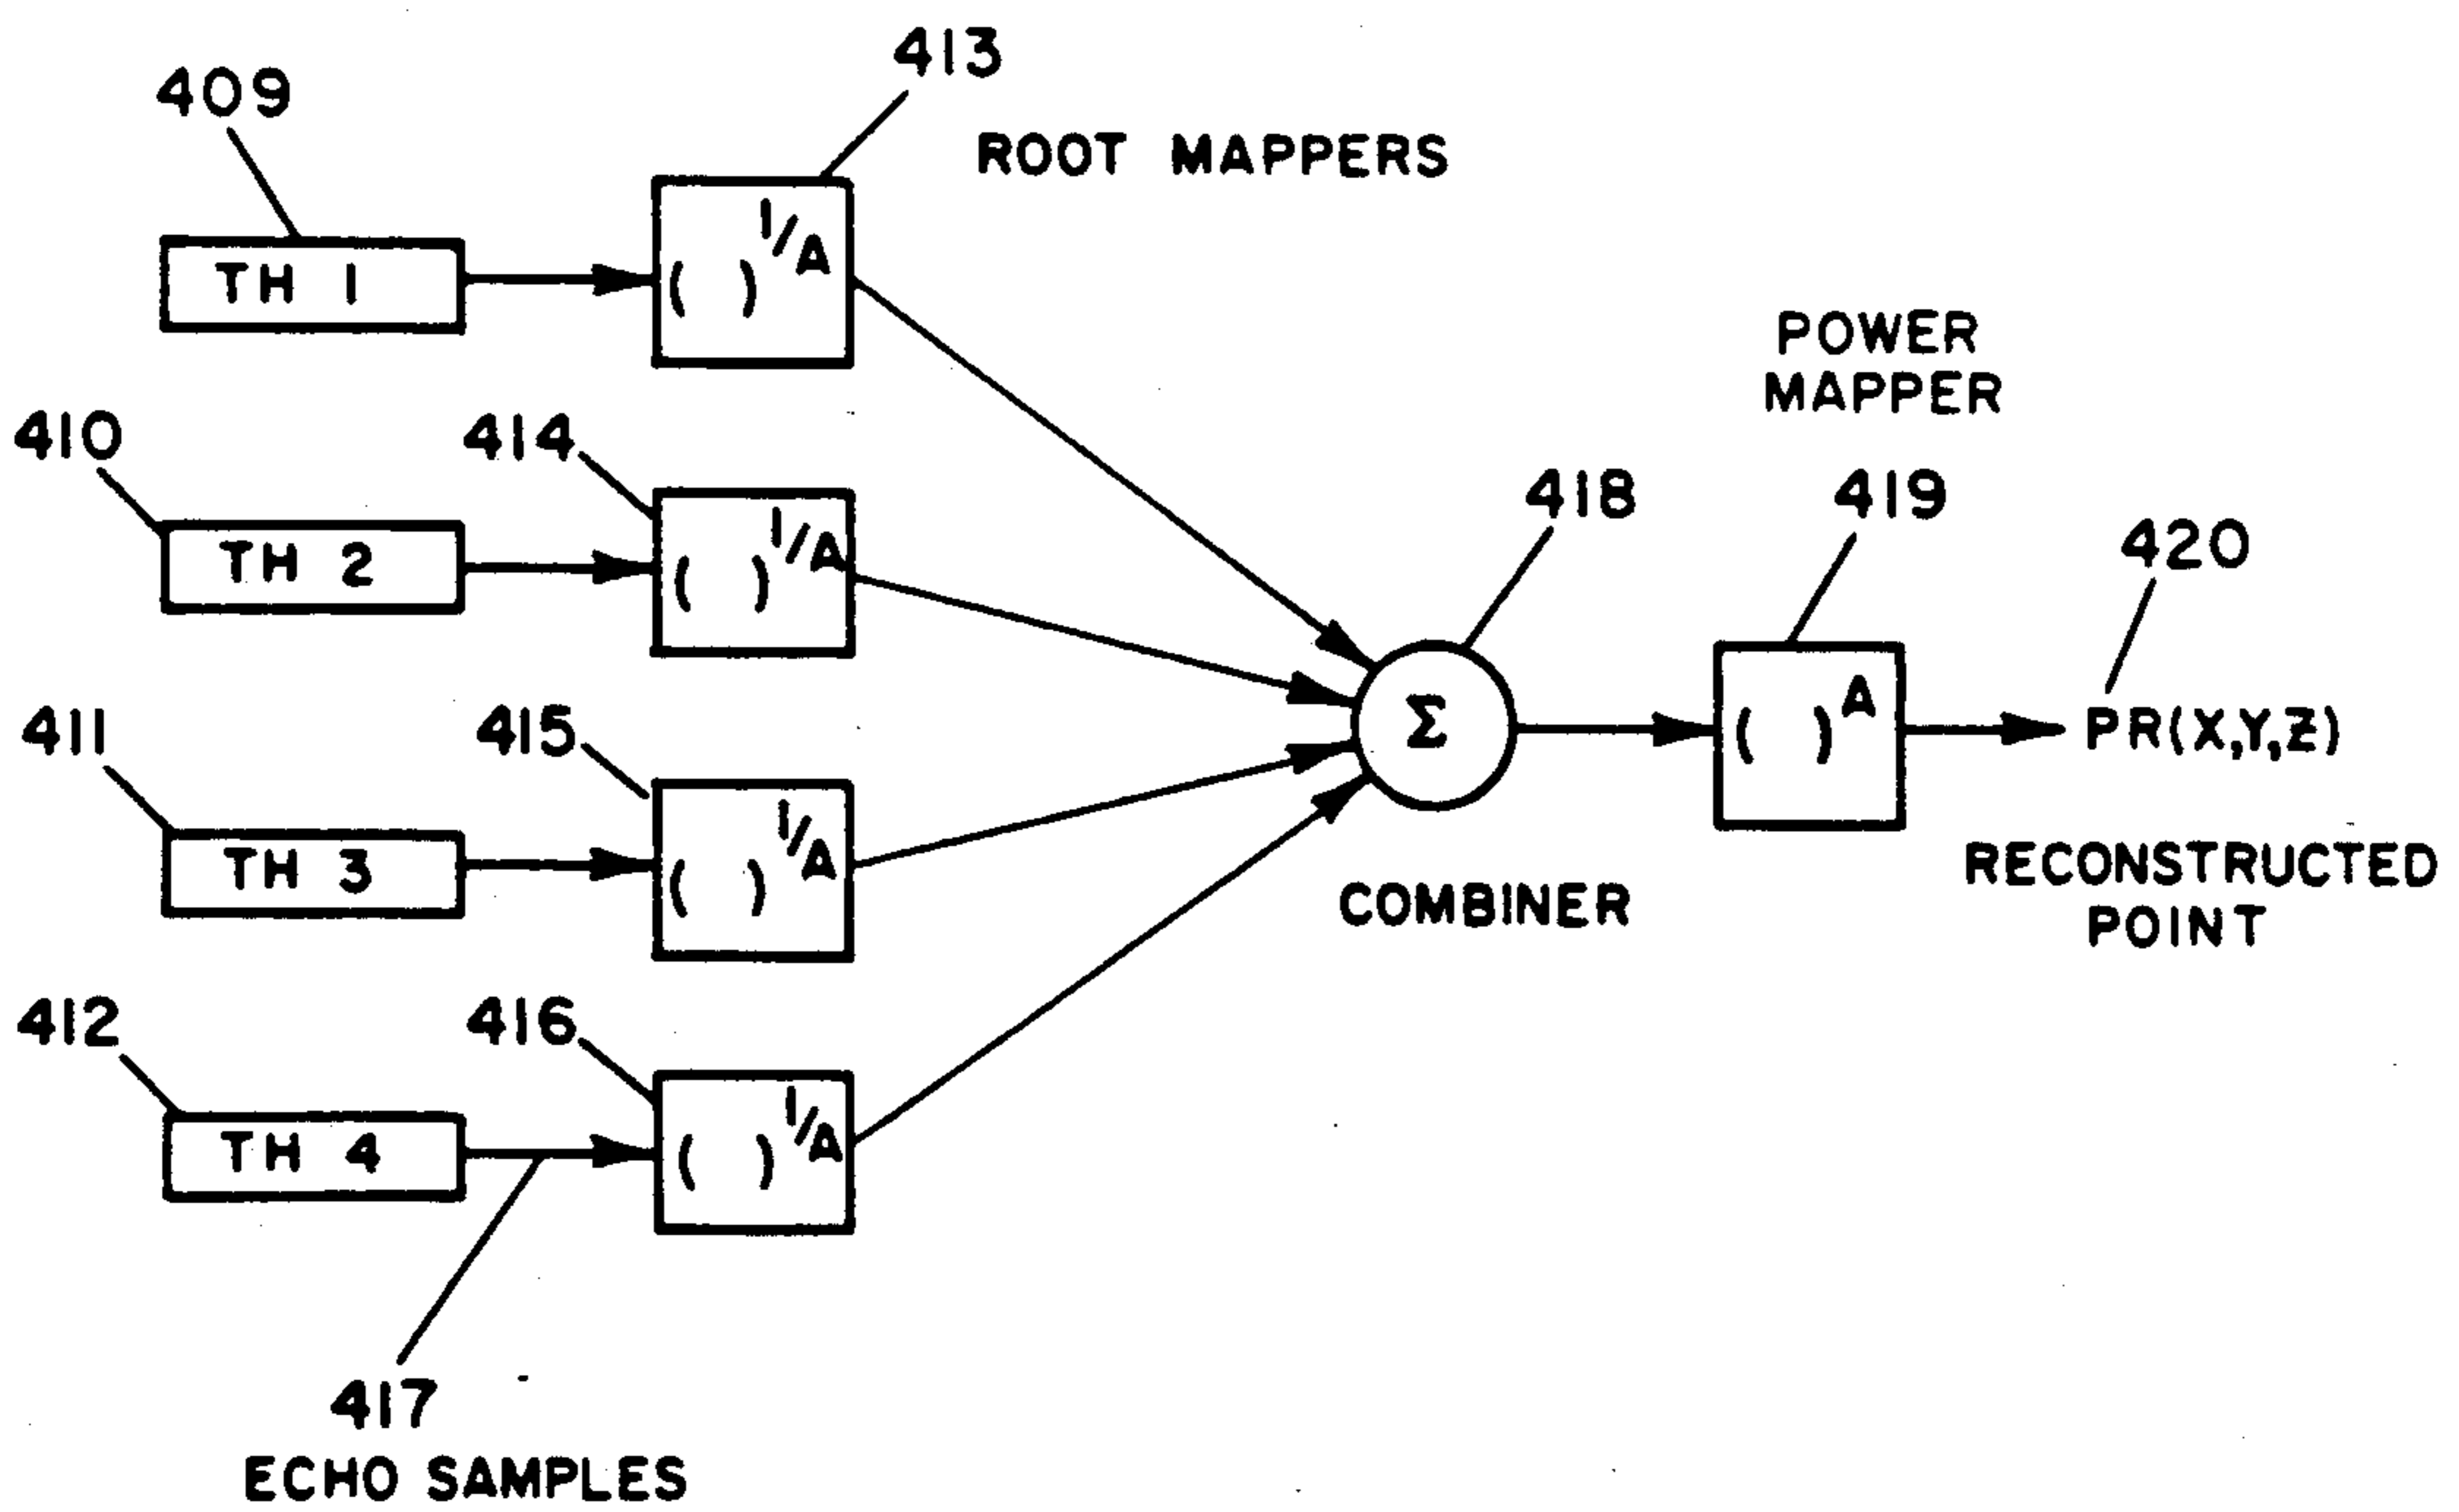 413
409
ROOT MAPPERS
TH 1
( )1/A
POWER
MAPPER
410
414
418
419
420
TH 2
( )1/A
411
415
Σ
( )A
PR(X,Y,Z)
TH 3
( )1/A
COMBINER
RECONSTRUCTED
POINT
412
416
TH 4
( )1/A
417
ECHO SAMPLES